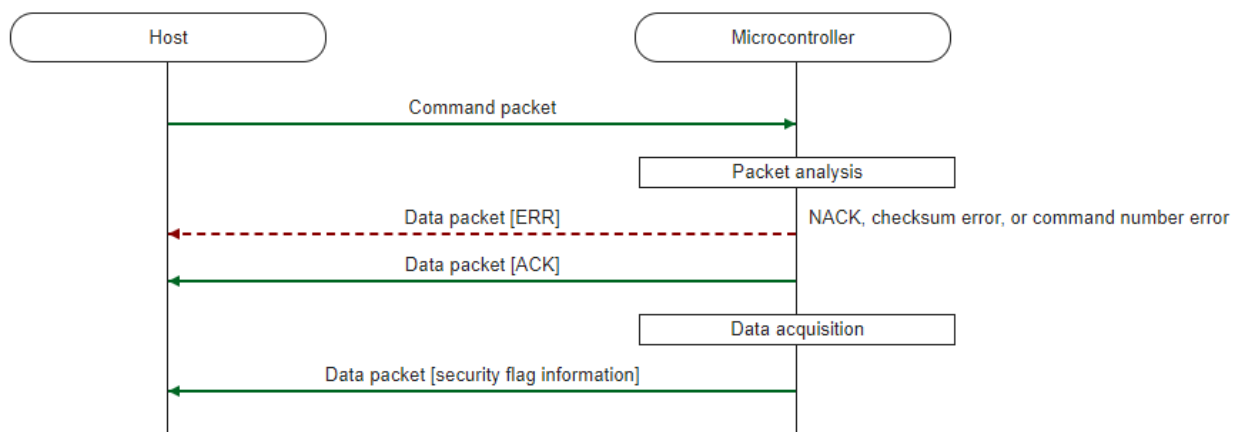 Host
Microcontroller
Command packet
Packet analysis
Data packet [ERR]
NACK, checksum error, or command number error
Data packet [ACK]
Data acquisition
Data packet [security flag information]